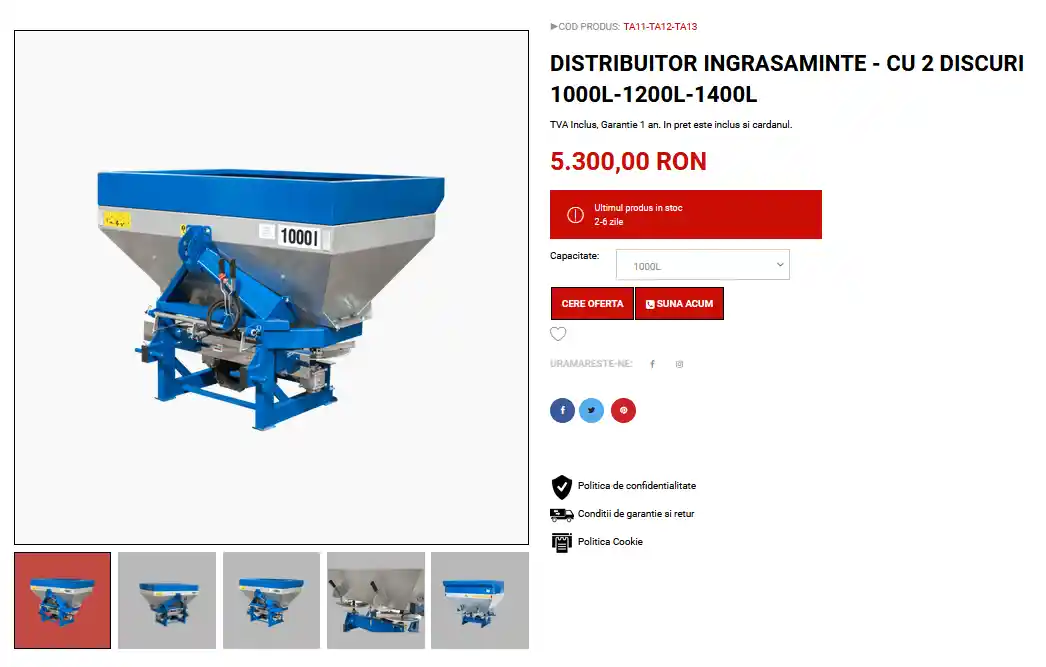 ►COD PRODUS: TA11-TA12-TA13
DISTRIBUITOR INGRASAMINTE - CU 2 DISCURI
1000L-1200L-1400L
TVA Inclus, Garantie 1 an. In pret este inclus si cardanul.
5.300,00 RON
Ultimul produs in stoc
2-6 zile
Capacitate:
1000L
CERE OFERTA
SUNA ACUM
URMARESTE-NE:
Politica de confidentialitate
Conditii de garantie si retur
Politica Cookie
1000l